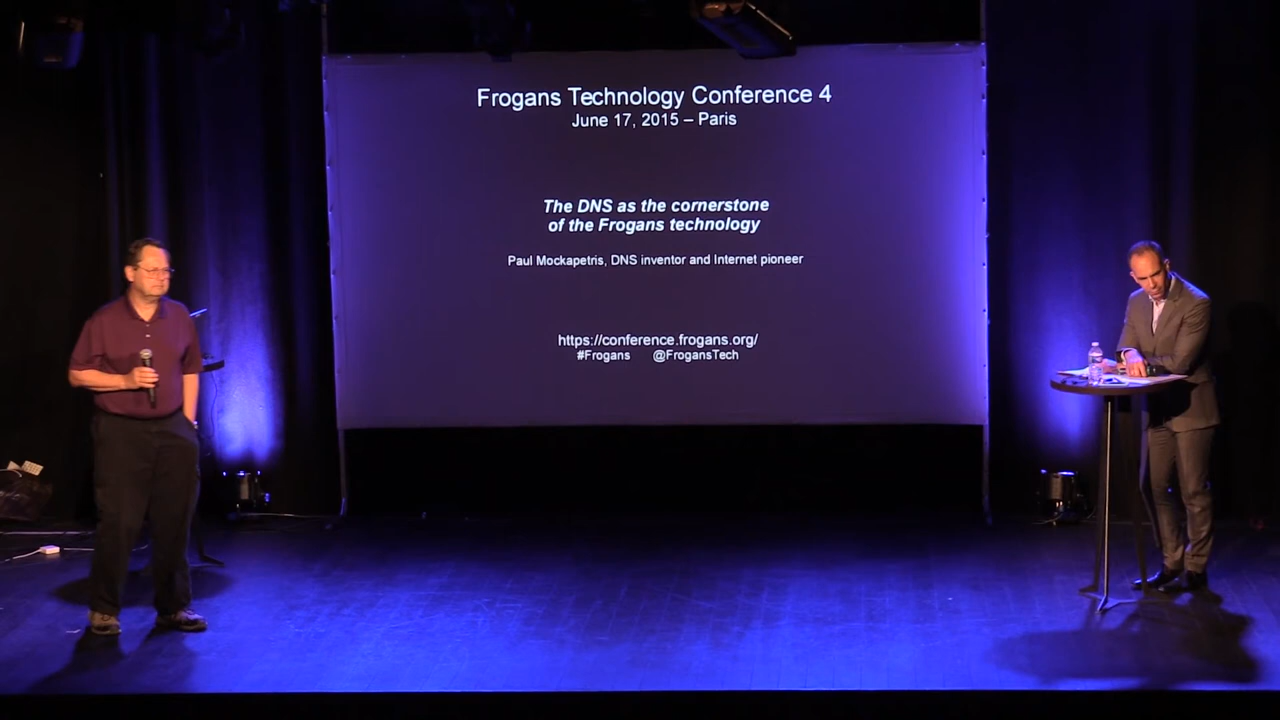 Frogans Technology Conference 4
June 17, 2015 – Paris
The DNS as the cornerstone
of the Frogans technology
Paul Mockapetris, DNS inventor and Internet pioneer
https://conference.frogans.org/
#Frogans @FrogansTech